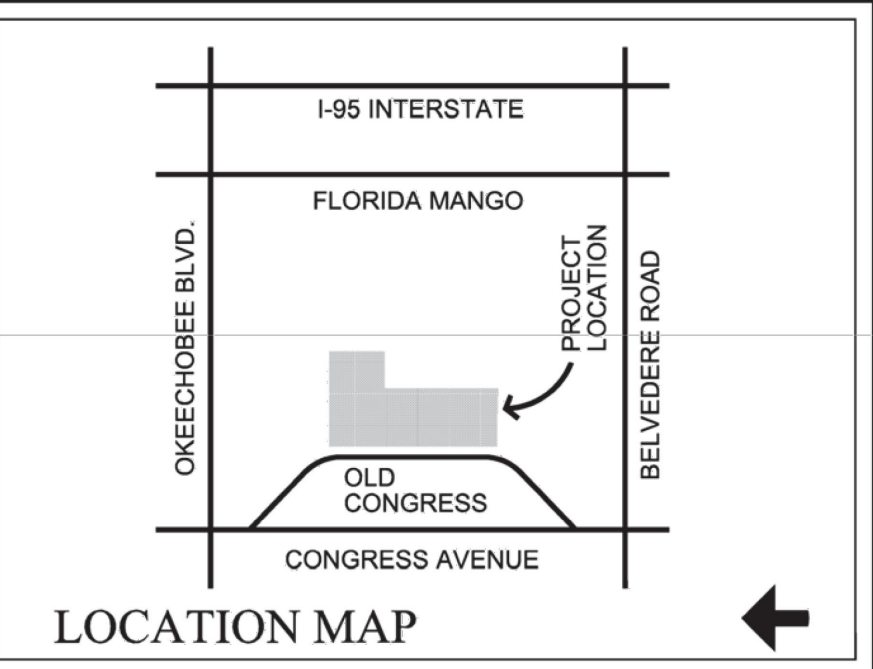 I-95 INTERSTATE
FLORIDA MANGO
OKEECHOBEE BLVD.
PROJECT
LOCATION
BELVEDERE ROAD
OLD
CONGRESS
CONGRESS AVENUE
LOCATION MAP